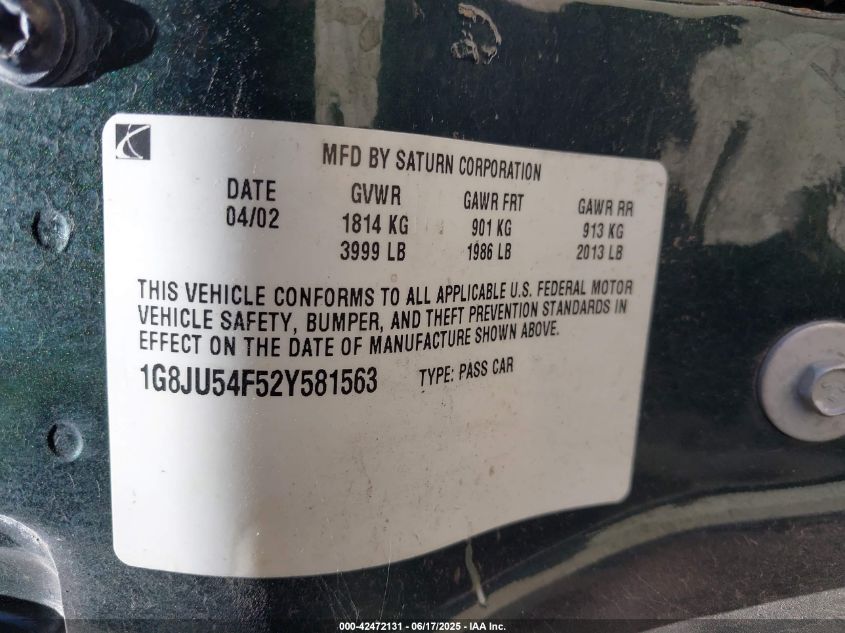 MFD BY SATURN CORPORATION
DATE GVWR GAWR FRT GAWR RR
04/02 1814 KG 901 KG 913 KG
3999 LB 1986 LB 2013 LB
THIS VEHICLE CONFORMS TO ALL APPLICABLE U.S. FEDERAL MOTOR
VEHICLE SAFETY, BUMPER, AND THEFT PREVENTION STANDARDS IN
EFFECT ON THE DATE OF MANUFACTURE SHOWN ABOVE.
1G8JU54F52Y581563 TYPE: PASS CAR
000-42472131 - 06/17/2025 - IAA Inc.